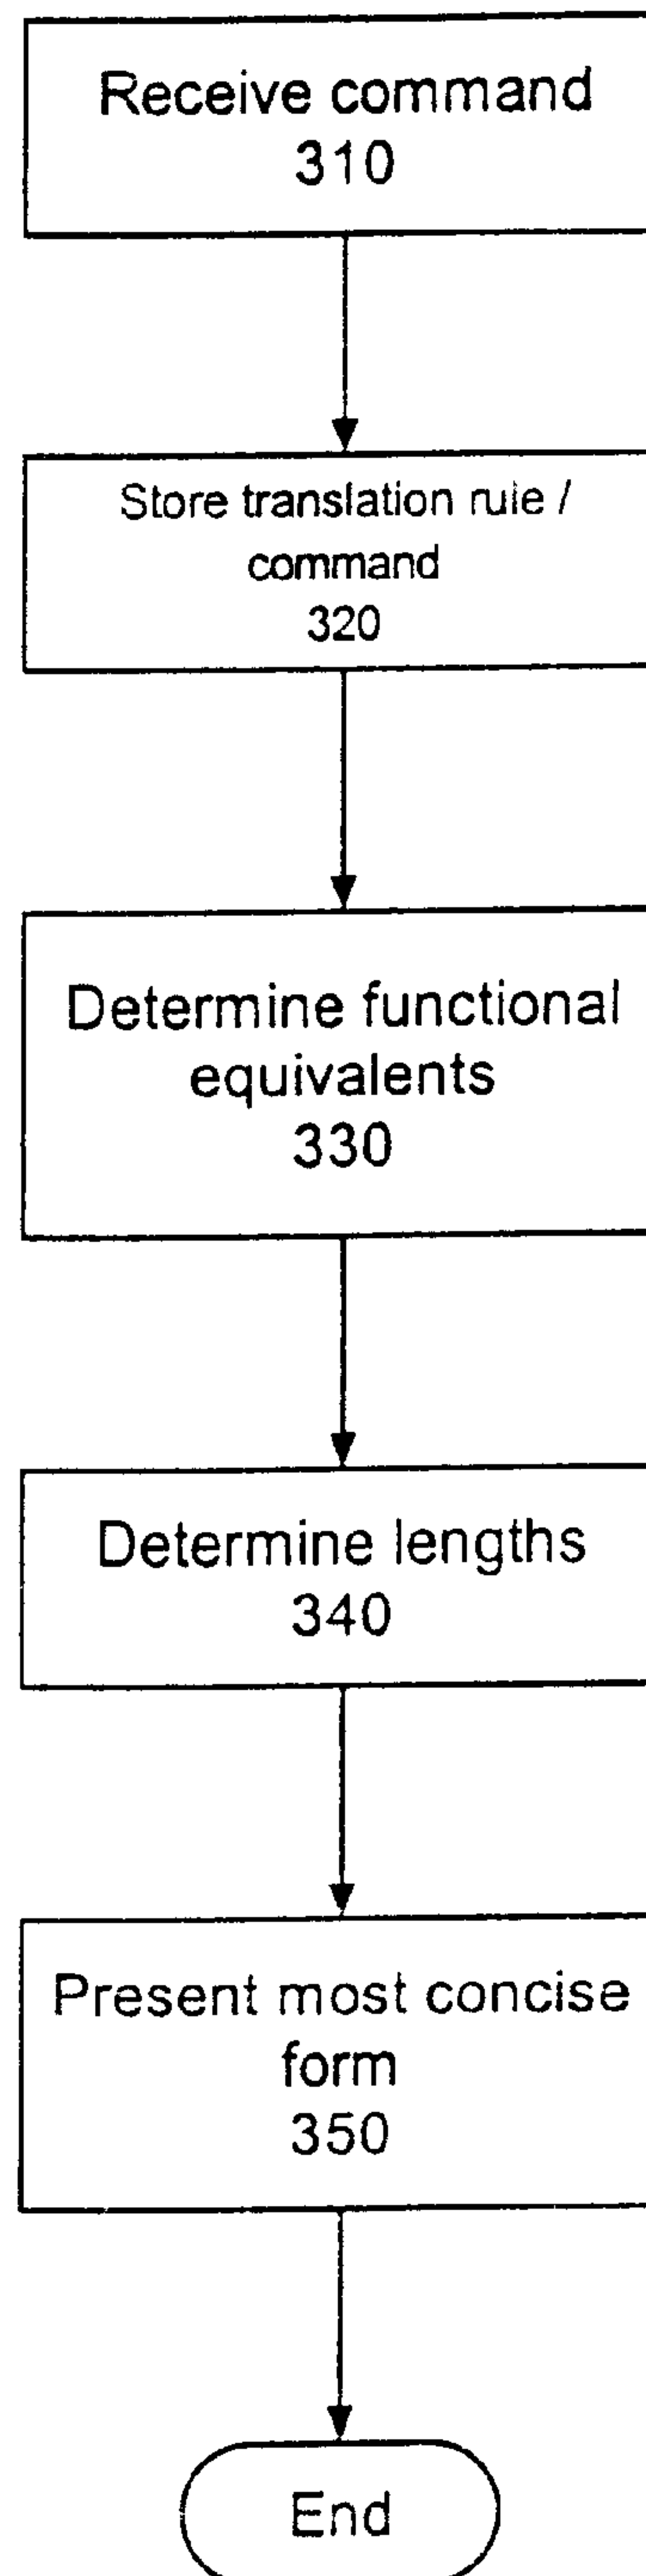 Receive command
310
Store translation rule /
command
320
Determine functional
equivalents
330
Determine lengths
340
Present most concise
form
350
End